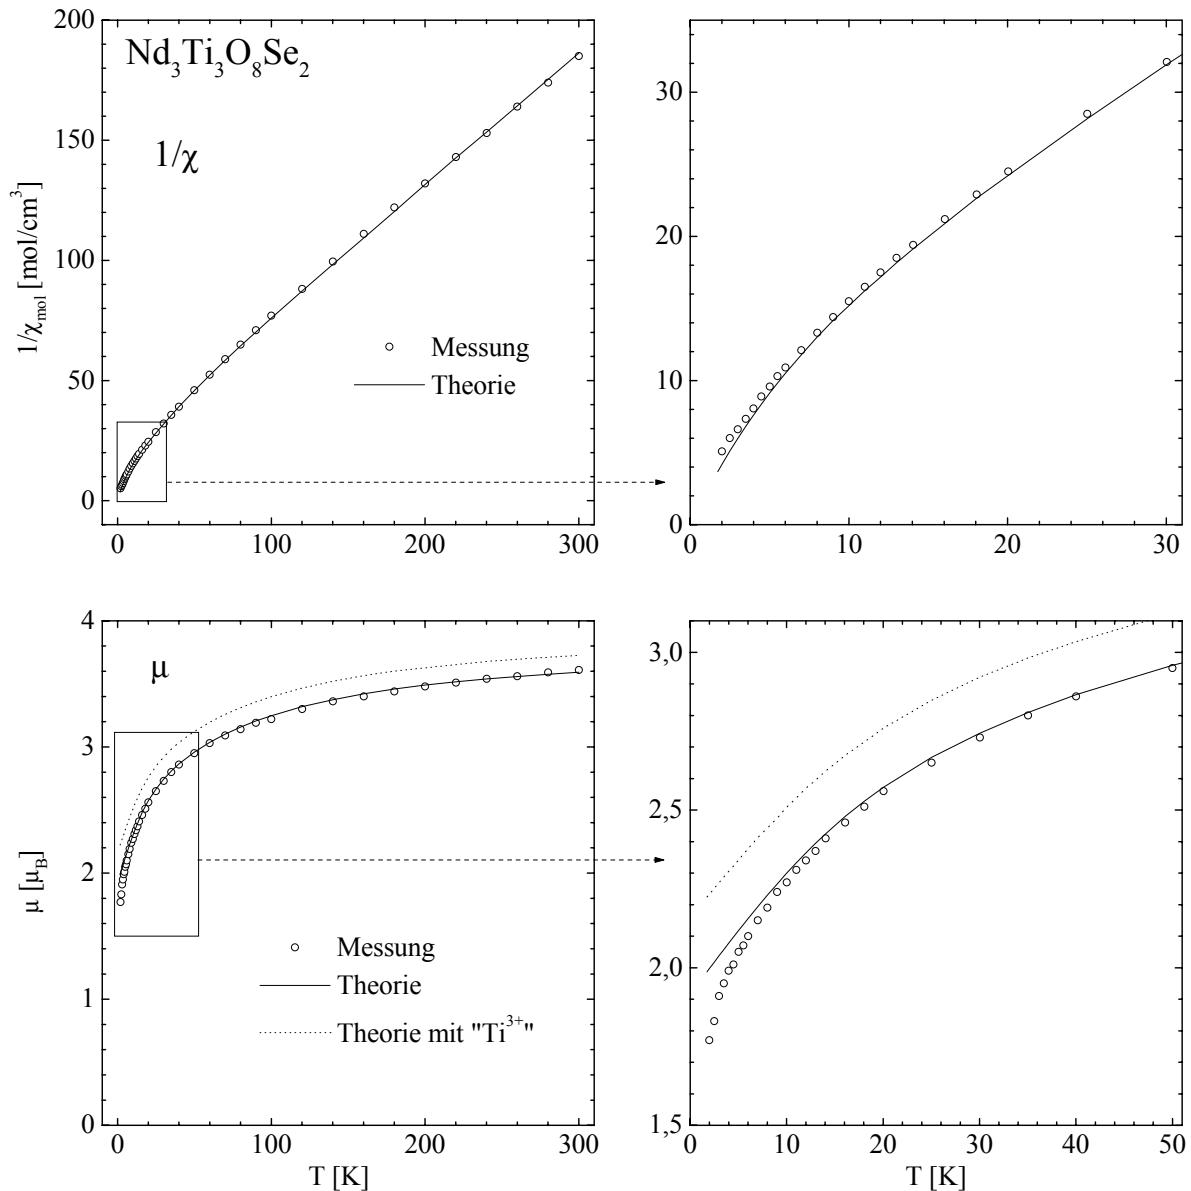 Nd₃Ti₃O₈Se₂
1/χ
1/χmol [mol/cm³]
200
150
100
50
0
Messung
Theorie
0 100 200 300
30
20
10
0
0 10 20 30
μ
μ [μB]
4
3
2
1
0
Messung
Theorie
Theorie mit "Ti³⁺"
0 100 200 300
T [K]
3,0
2,5
2,0
1,5
0 10 20 30 40 50
T [K]